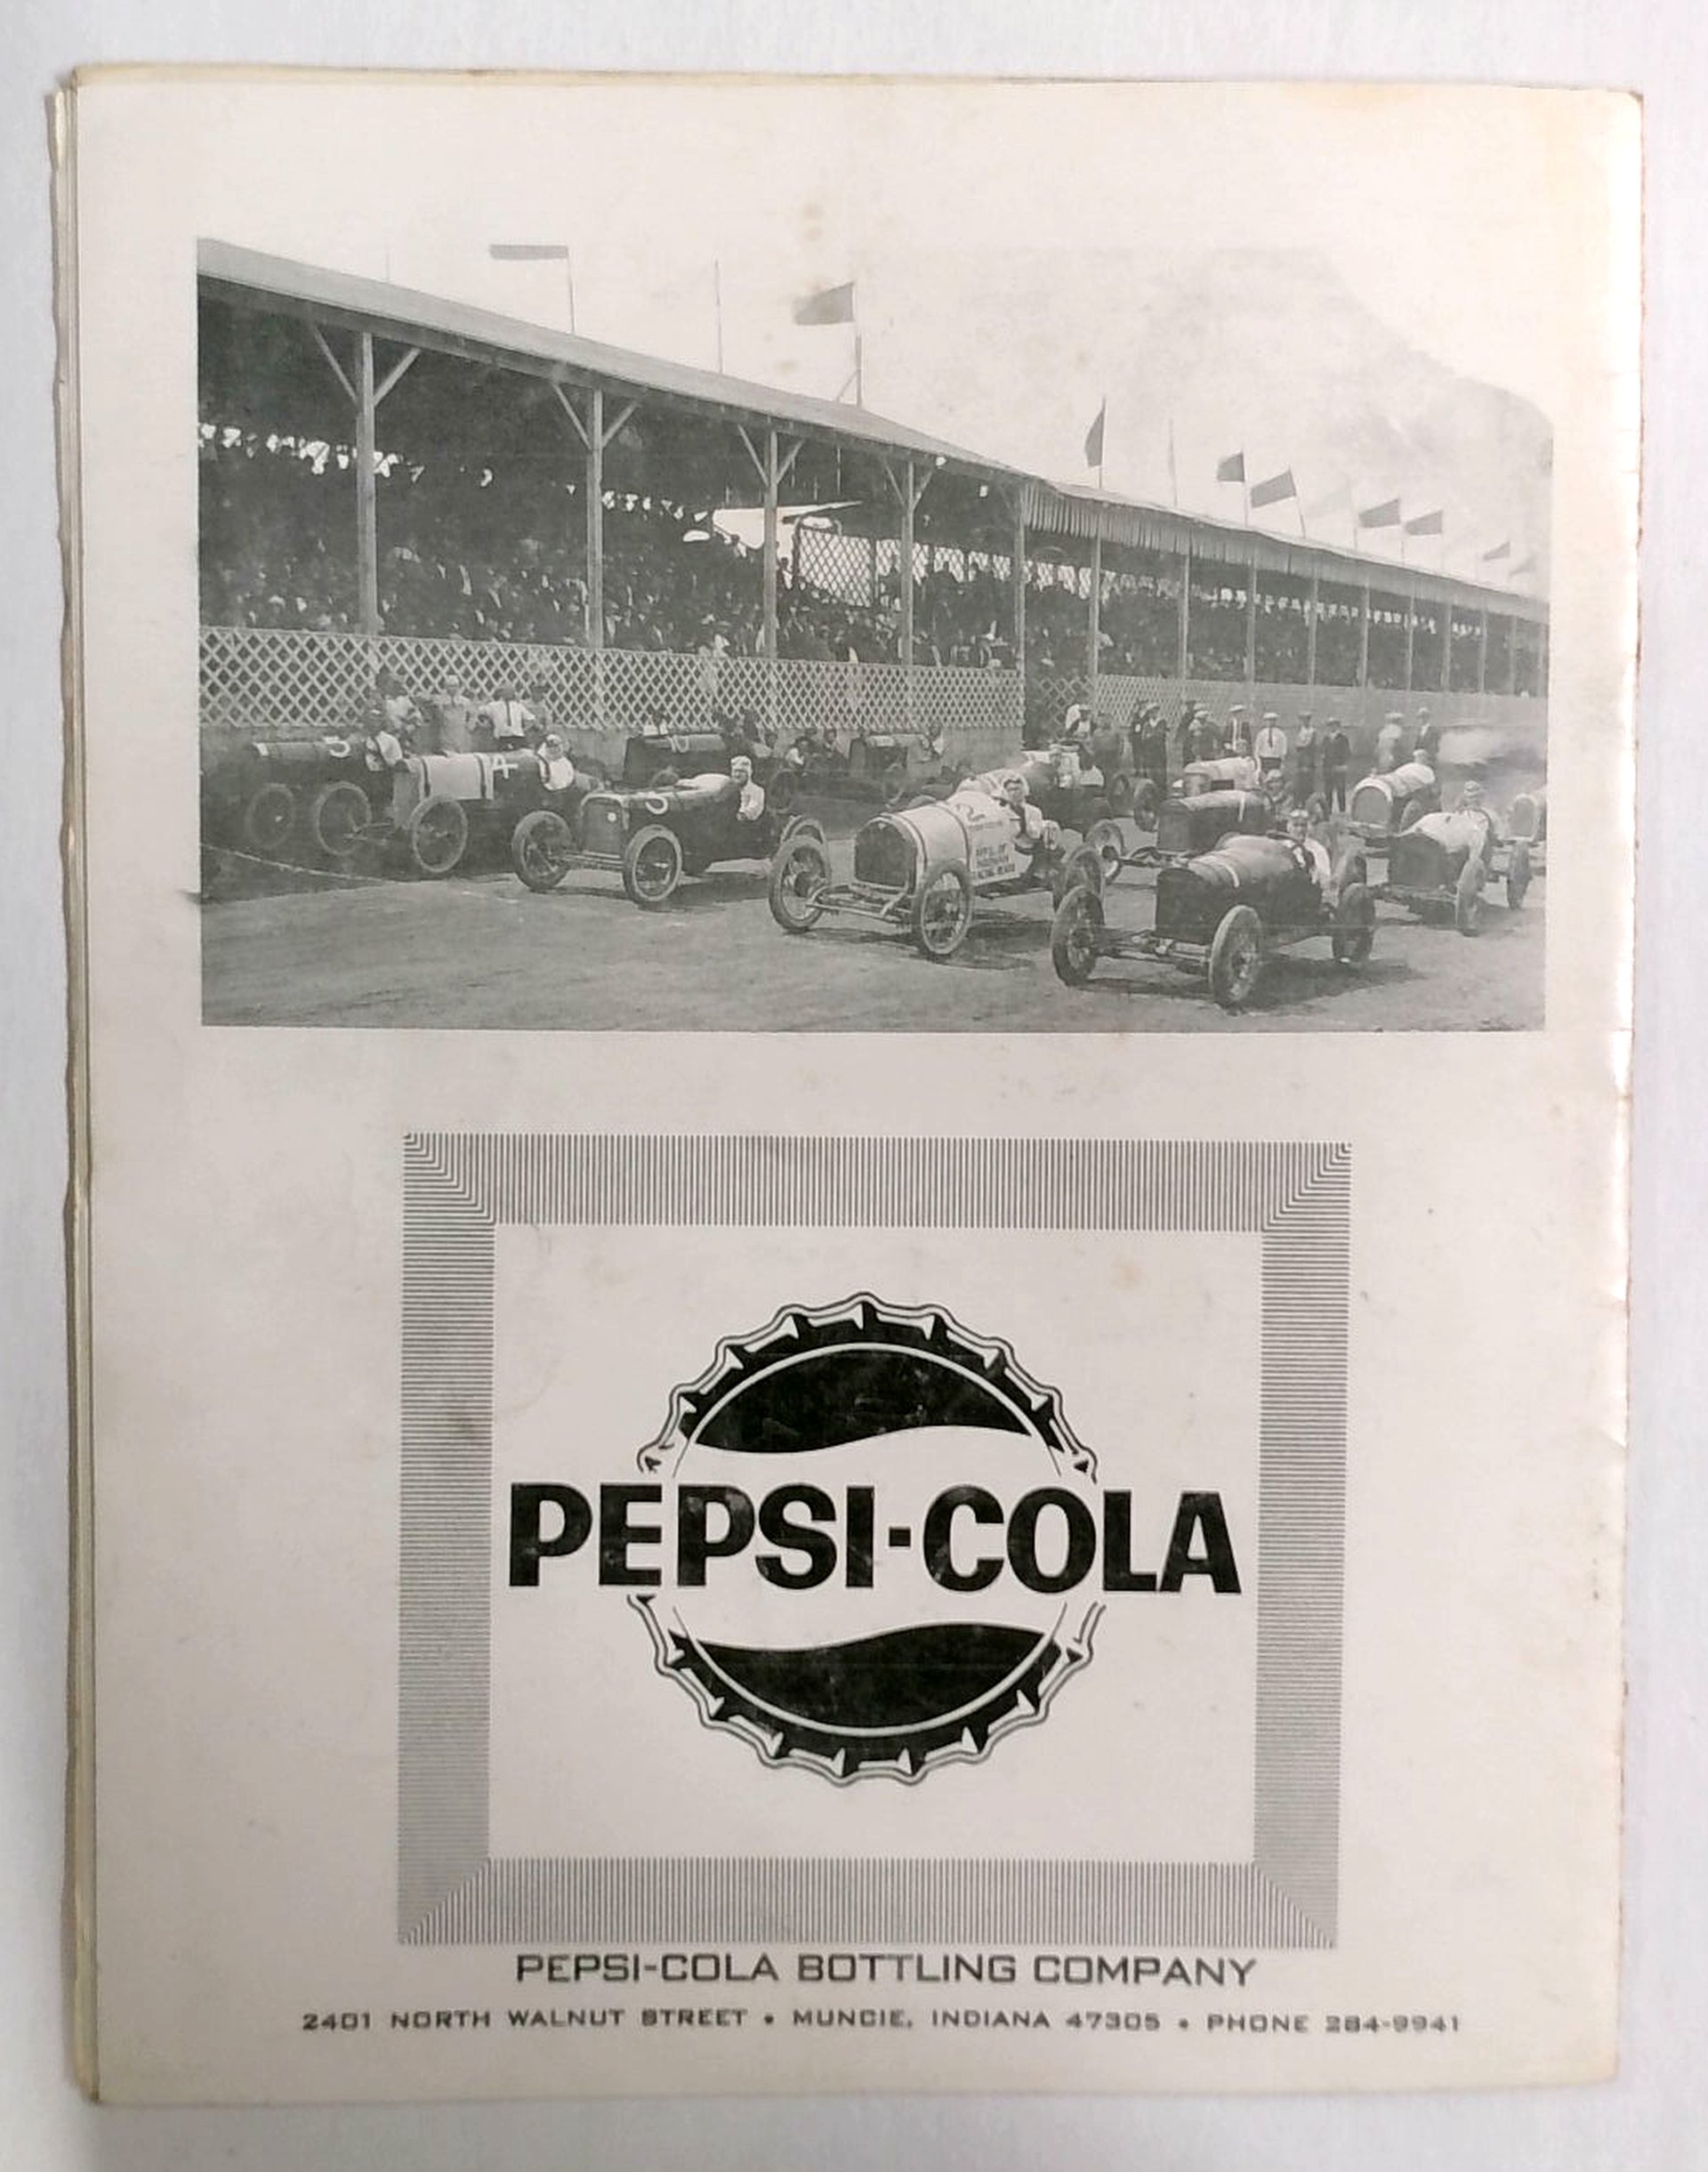 PEPSI-COLA
PEPSI-COLA BOTTLING COMPANY
2401 NORTH WALNUT STREET • MUNCIE, INDIANA 47305 • PHONE 284-9941